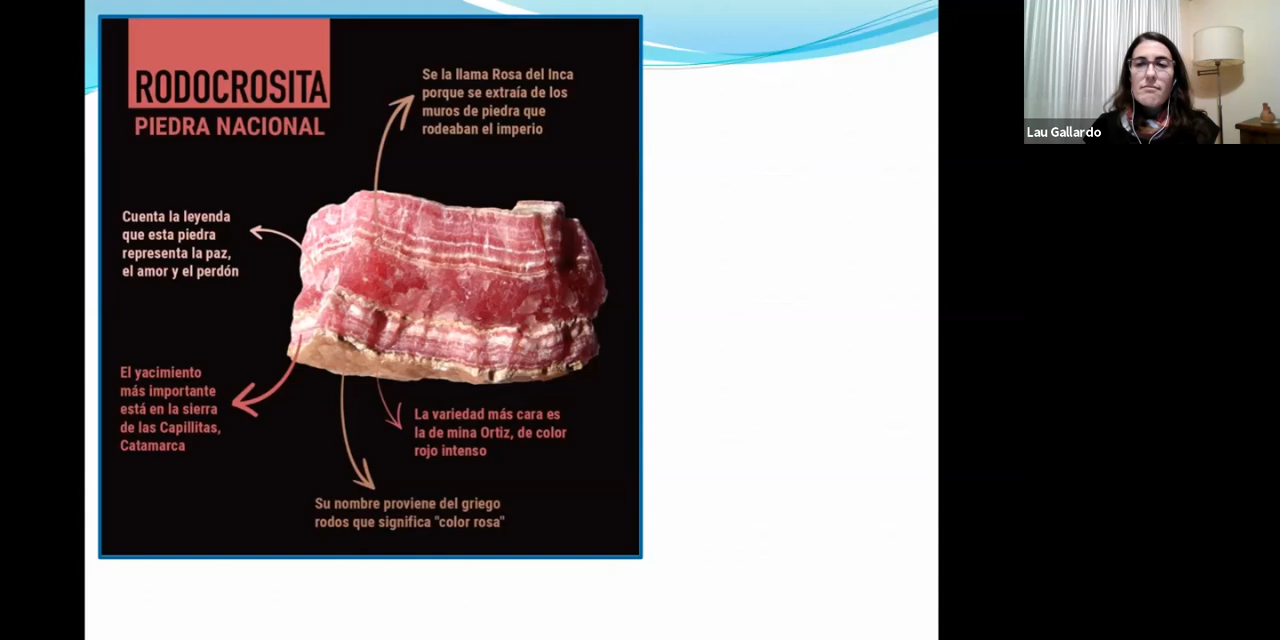 RODOCROSITA
PIEDRA NACIONAL
Se la llama Rosa del Inca
porque se extraía de los
muros de piedra que
rodeaban el imperio
Cuenta la leyenda
que esta piedra
representa la paz,
el amor y el perdón
El yacimiento
más importante
está en la sierra
de las Capillitas,
Catamarca
La variedad más cara es
la de mina Ortiz, de color
rojo intenso
Su nombre proviene del griego
rodos que significa "color rosa"
Lau Gallardo